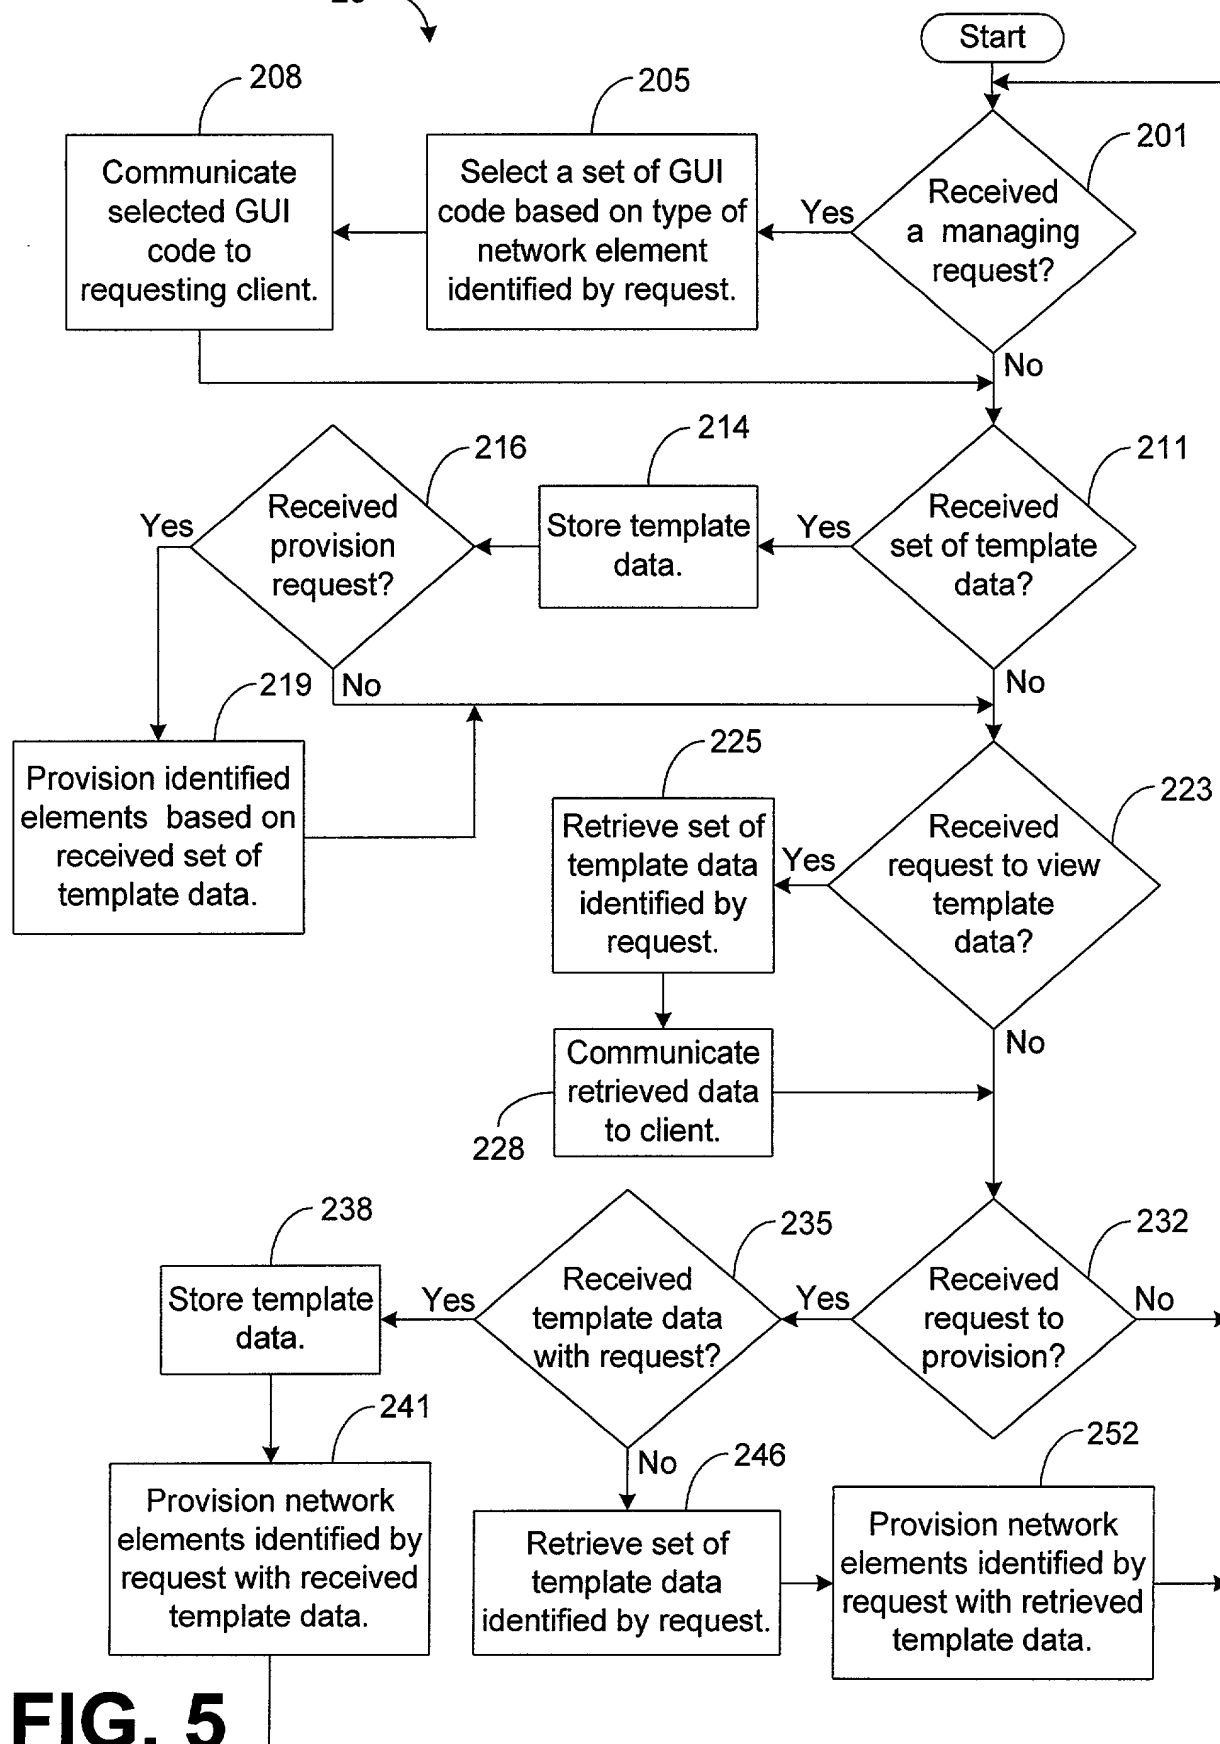 Start
208
205
201
Communicate
selected GUI
code to
requesting client.
Select a set of GUI
code based on type of
network element
identified by request.
Yes
Received
a managing
request?
No
216
214
211
Yes
Received
provision
request?
Store template
data.
Yes
Received
set of template
data?
No
No
219
Provision identified
elements based on
received set of
template data.
225
223
Retrieve set of
template data
identified by
request.
Yes
Received
request to view
template
data?
No
Communicate
retrieved data
to client.
228
238
235
232
Store template
data.
Yes
Received
template data
with request?
Yes
Received
request to
provision?
No
241
No
246
252
Provision network
elements identified by
request with received
template data.
Retrieve set of
template data
identified by request.
Provision network
elements identified by
request with retrieved
template data.
FIG. 5